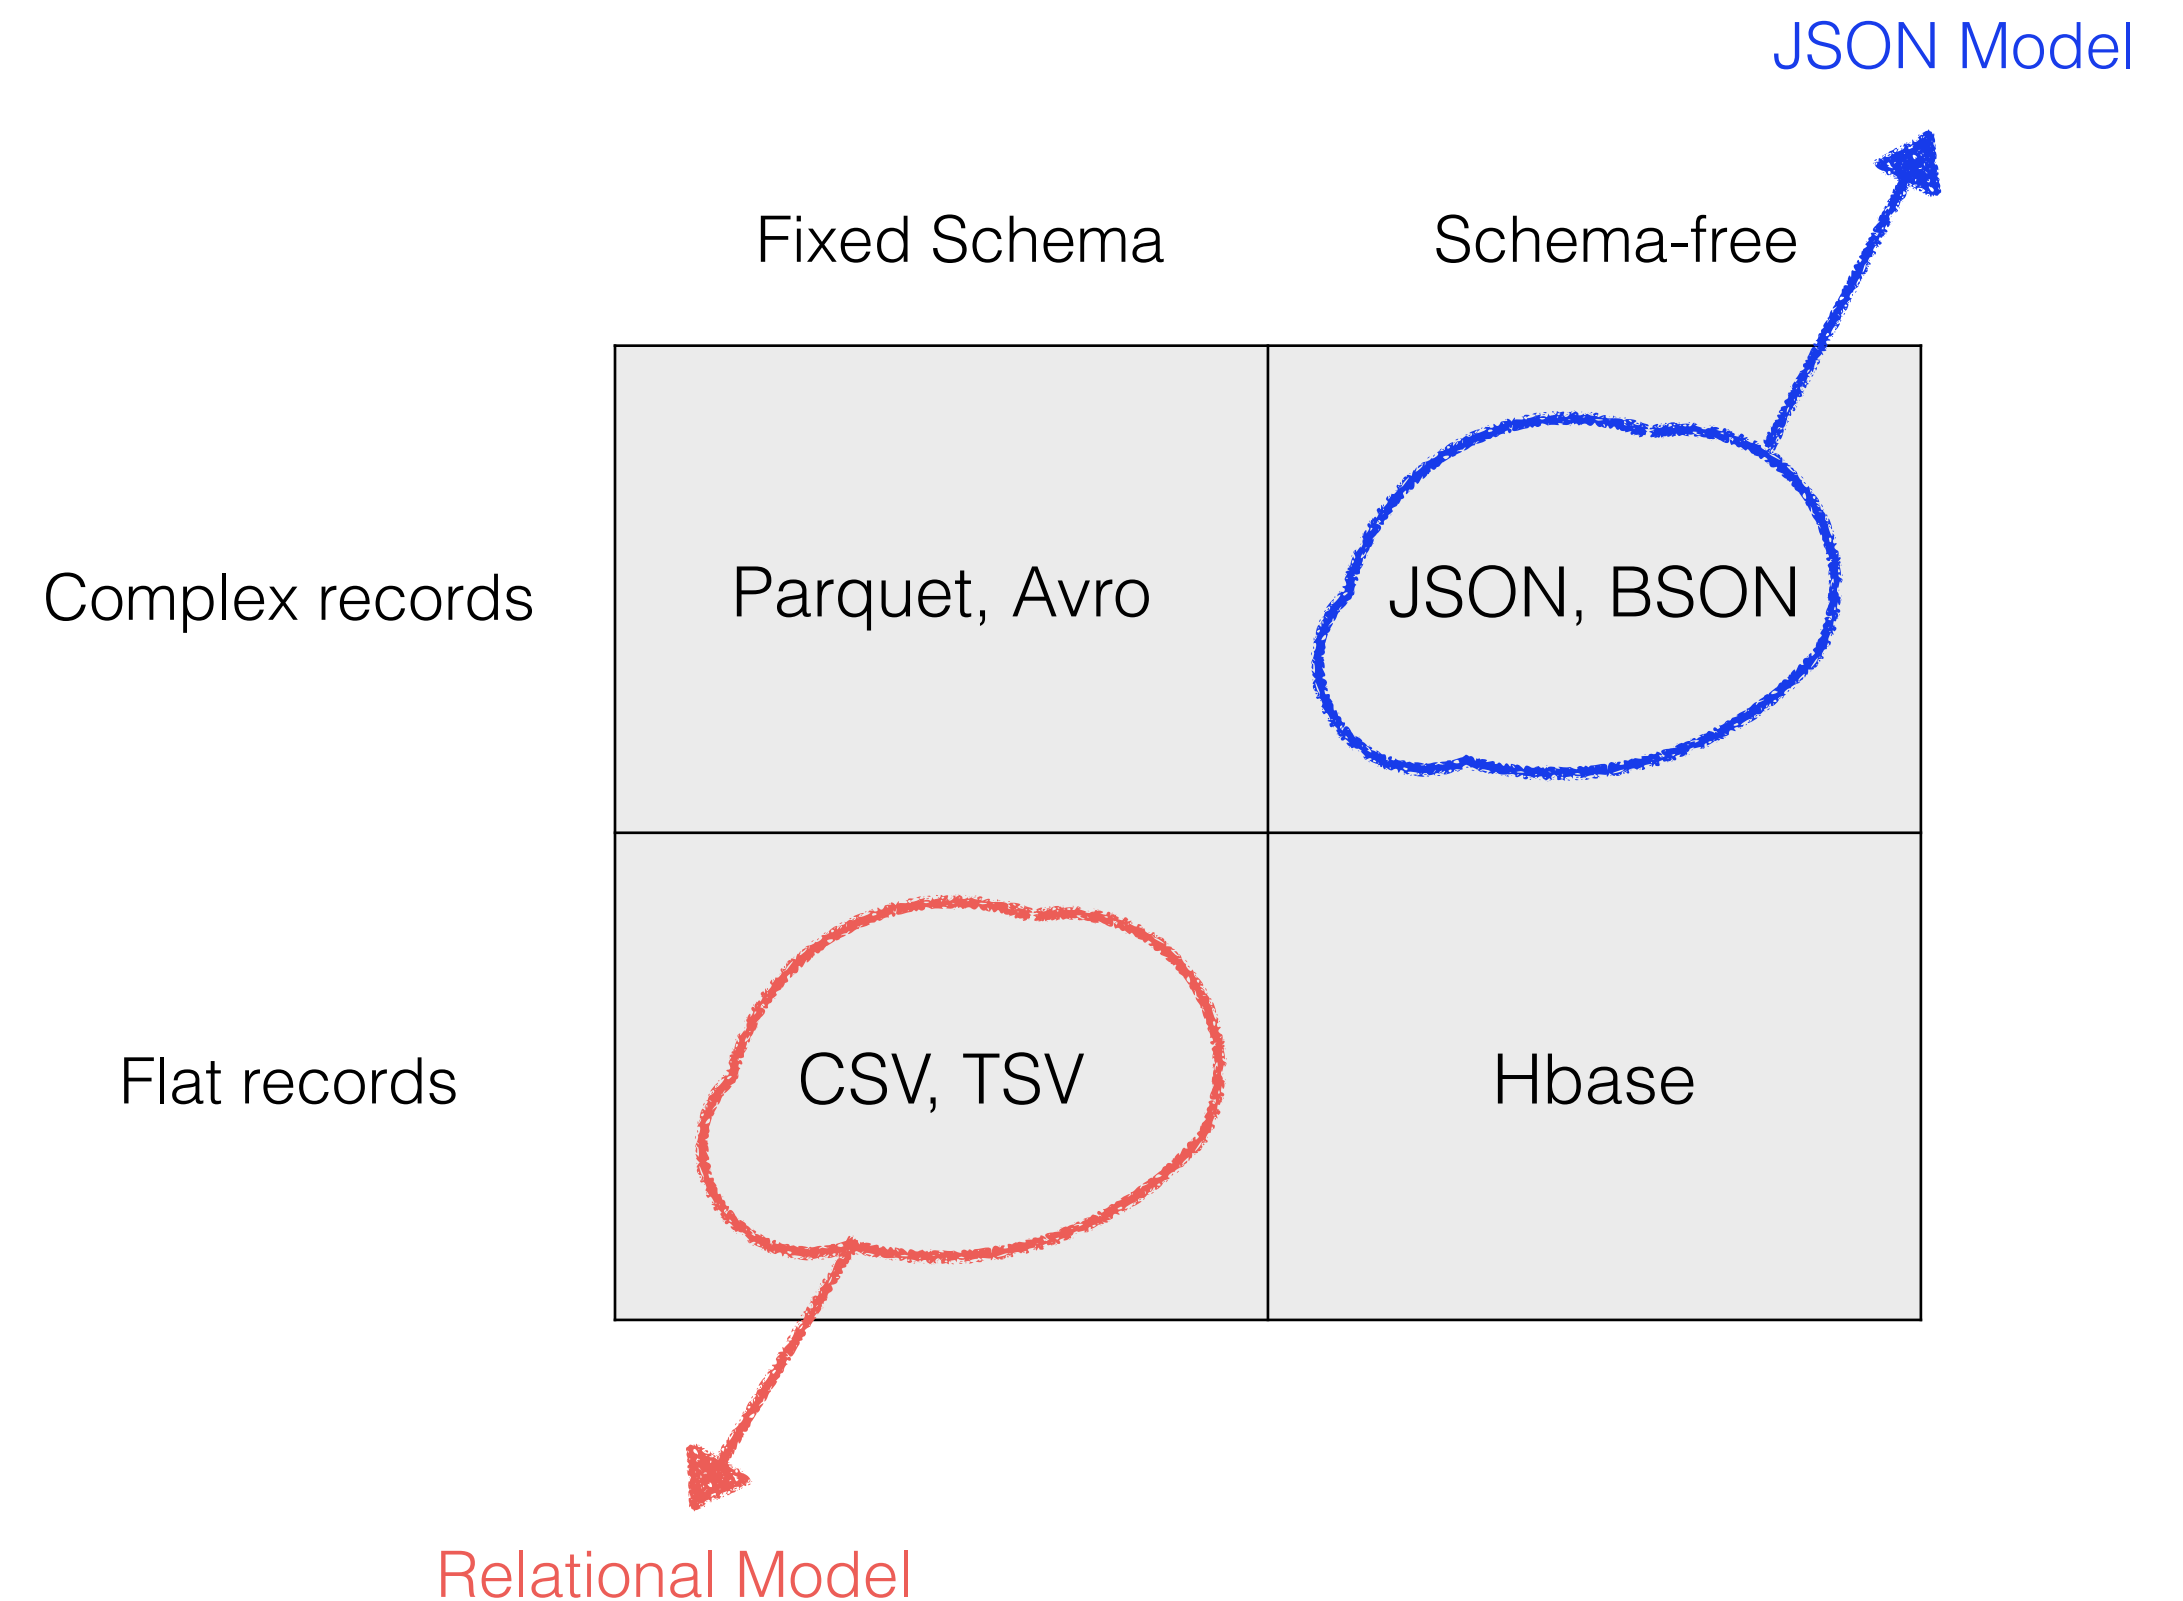 JSON Model
Fixed Schema
Schema-free
Complex records
Parquet, Avro
JSON, BSON
Flat records
CSV, TSV
Hbase
Relational Model